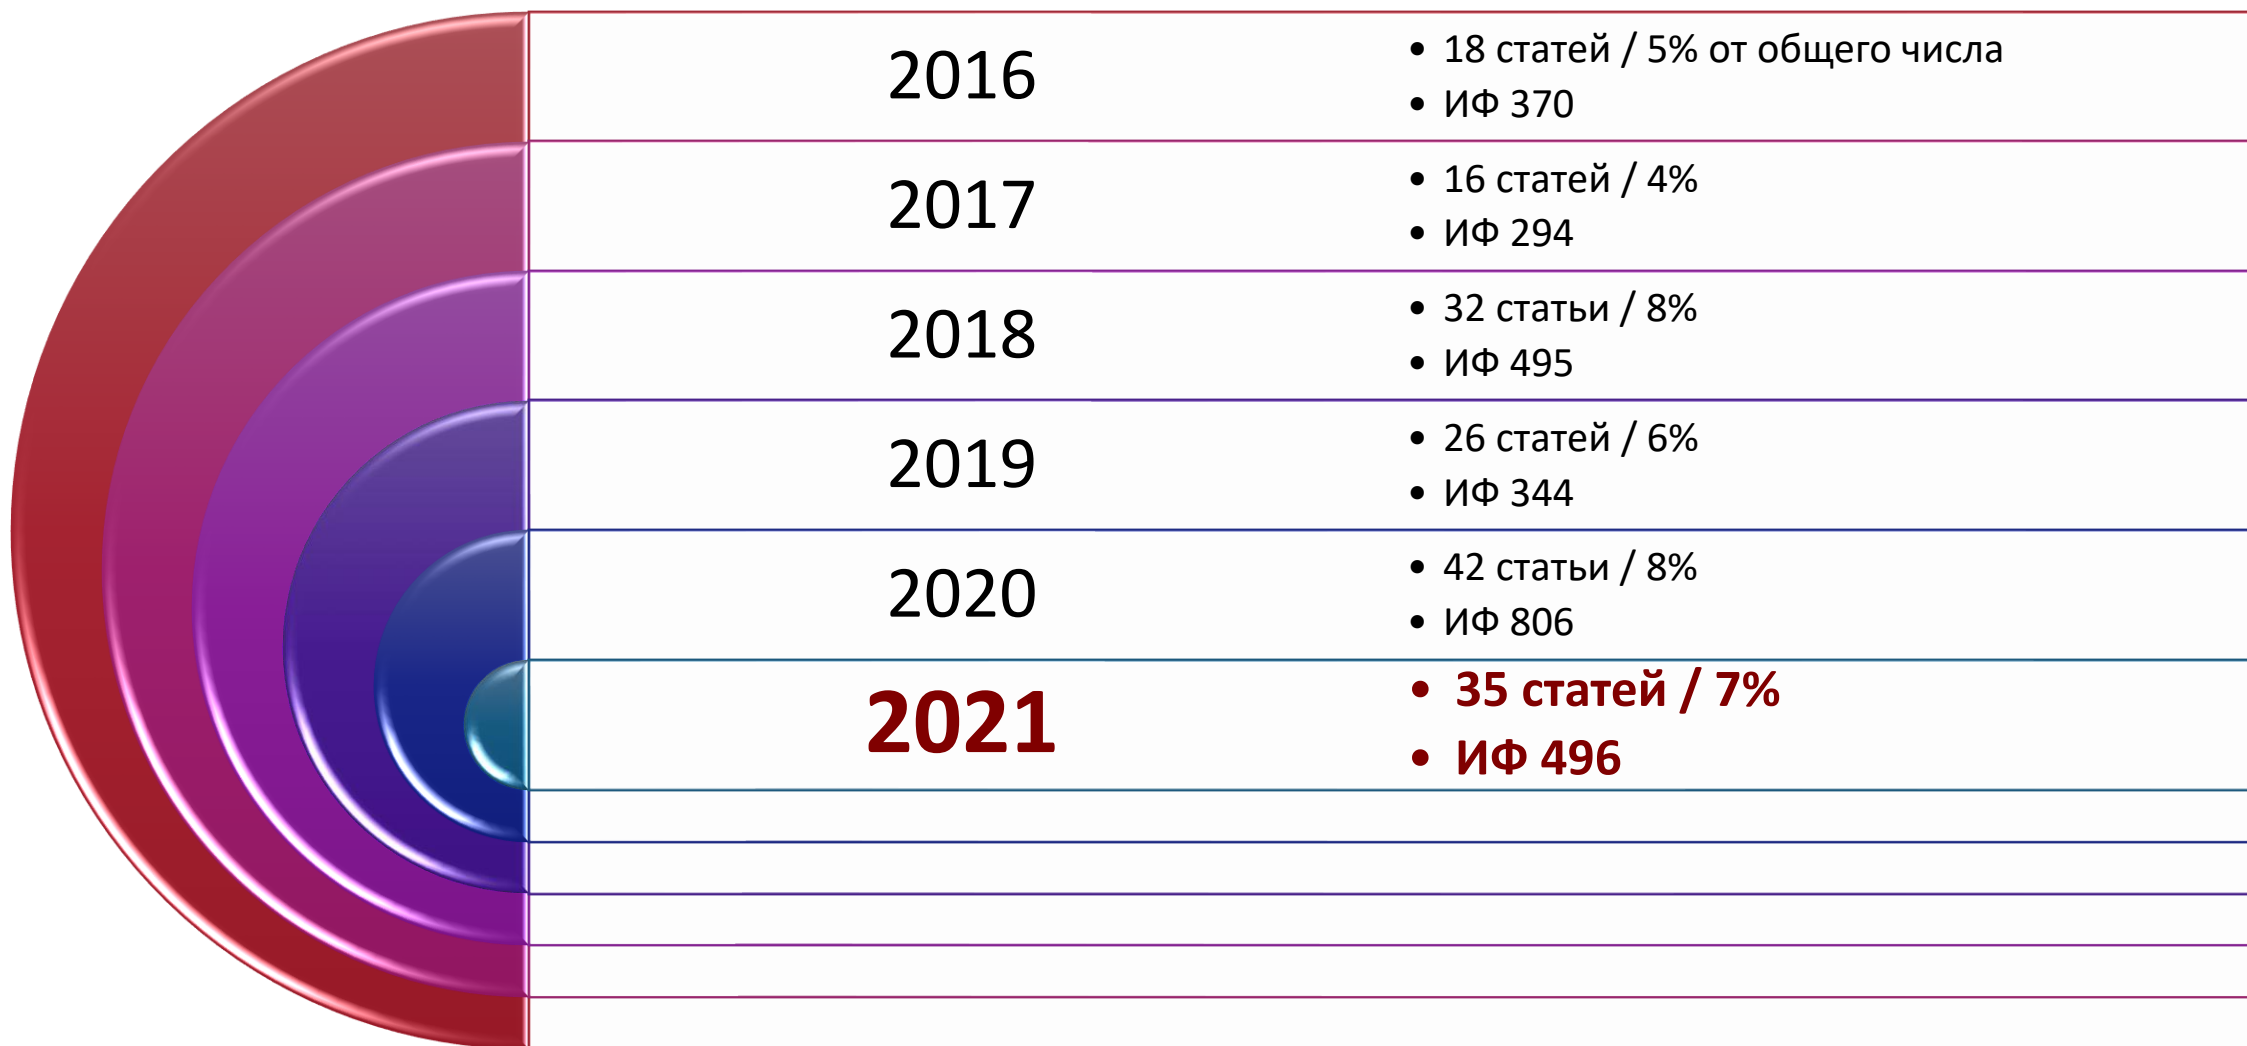 2016
• 18 статей / 5% от общего числа
• ИФ 370
2017
• 16 статей / 4%
• ИФ 294
2018
• 32 статьи / 8%
• ИФ 495
2019
• 26 статей / 6%
• ИФ 344
2020
• 42 статьи / 8%
• ИФ 806
2021
• 35 статей / 7%
• ИФ 496